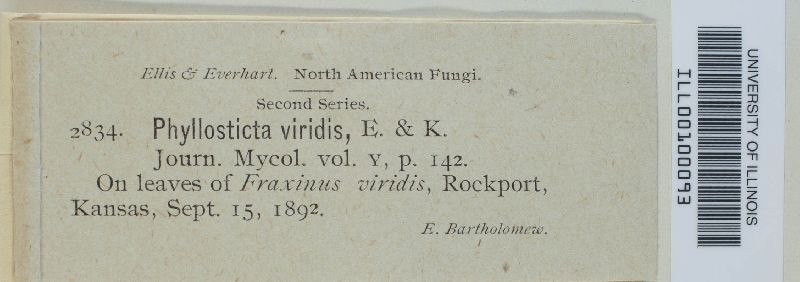 Ellis & Everhart. North American Fungi.
Second Series.
2834. Phyllosticta viridis, E. & K.
Journ. Mycol. vol. V, p. 142.
On leaves of Fraxinus viridis, Rockport,
Kansas, Sept. 15, 1892.
E. Bartholomew.
UNIVERSITY OF ILLINOIS
ILL00100063